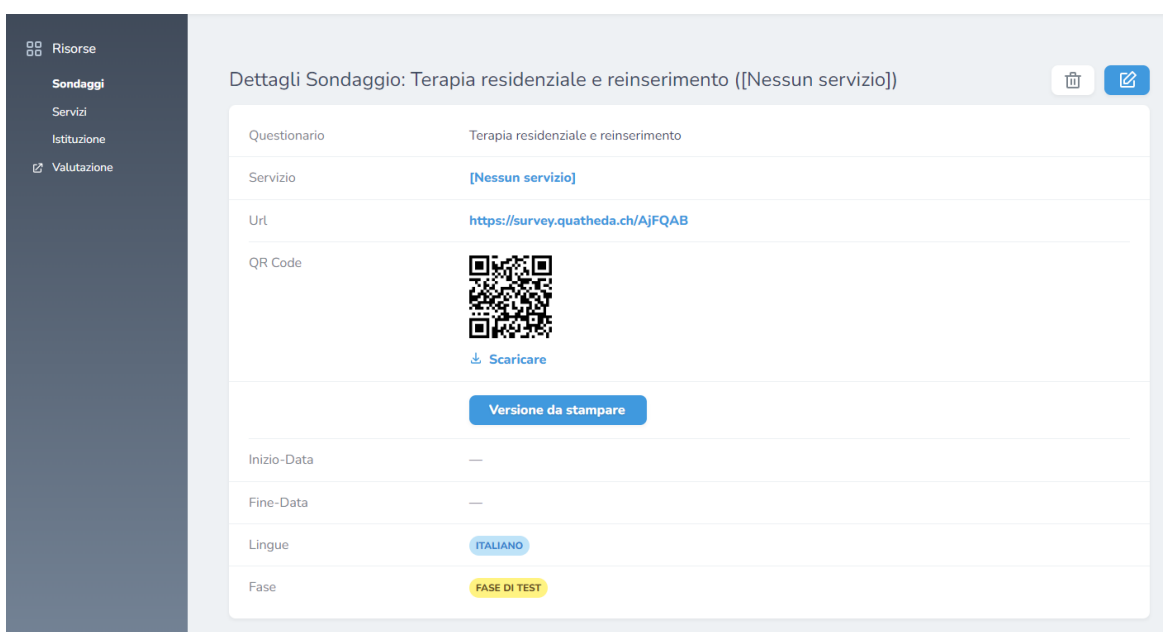 Risorse
Sondaggi
Servizi
Istituzione
Valutazione
Dettagli Sondaggio: Terapia residenziale e reinserimento ([Nessun servizio])
Questionario Terapia residenziale e reinserimento
Servizio [Nessun servizio]
Url https://survey.quatheda.ch/AjFQAB
QR Code
Scaricare
Versione da stampare
Inizio-Data —
Fine-Data —
Lingue ITALIANO
Fase FASE DI TEST